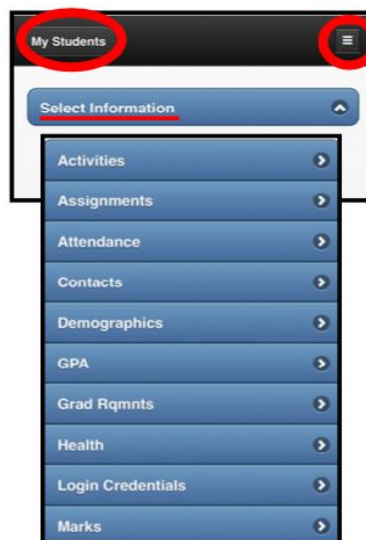 My Students
Select Information
Activities
Assignments
Attendance
Contacts
Demographics
GPA
Grad Rqmnts
Health
Login Credentials
Marks